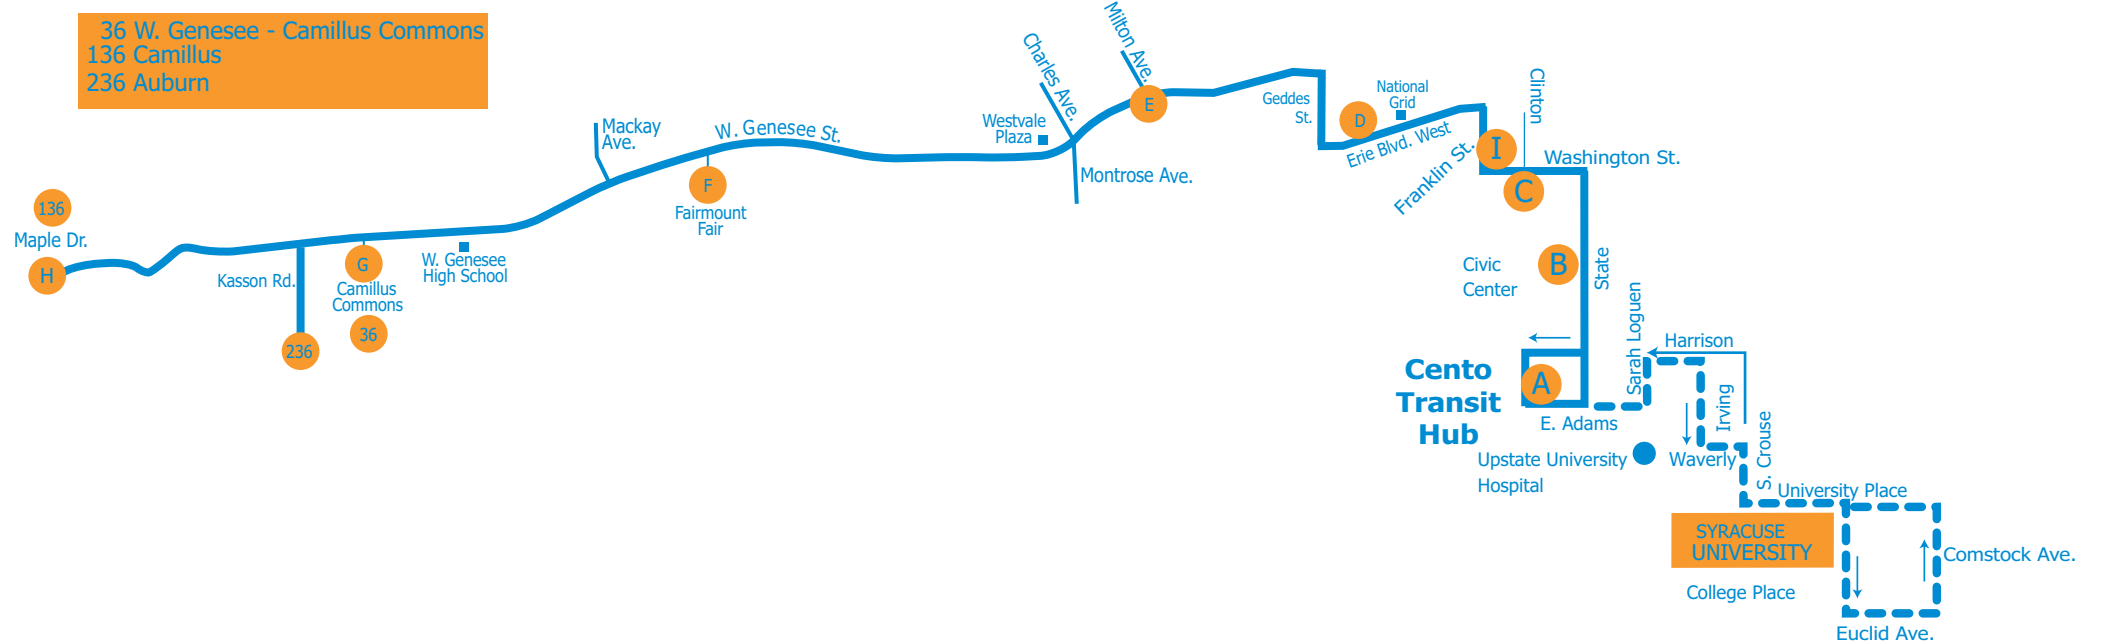 36 W. Genesee - Camillus Commons
136 Camillus
236 Auburn
136
Maple Dr.
H
Kasson Rd.
236
G
Camillus
Commons
36
W. Genesee
High School
Mackay
Ave.
F
Fairmount
Fair
W. Genesee St.
Westvale
Plaza
Charles Ave.
Montrose Ave.
Milton Ave.
E
Geddes
St.
D
National
Grid
Erie Blvd. West
Franklin St.
I
Clinton
C
Washington St.
Civic
Center
B
State
Cento
Transit
Hub
A
E. Adams
Sarah Loguen
Harrison
Irving
Upstate University
Hospital
Waverly
S. Crouse
University Place
SYRACUSE
UNIVERSITY
College Place
Comstock Ave.
Euclid Ave.